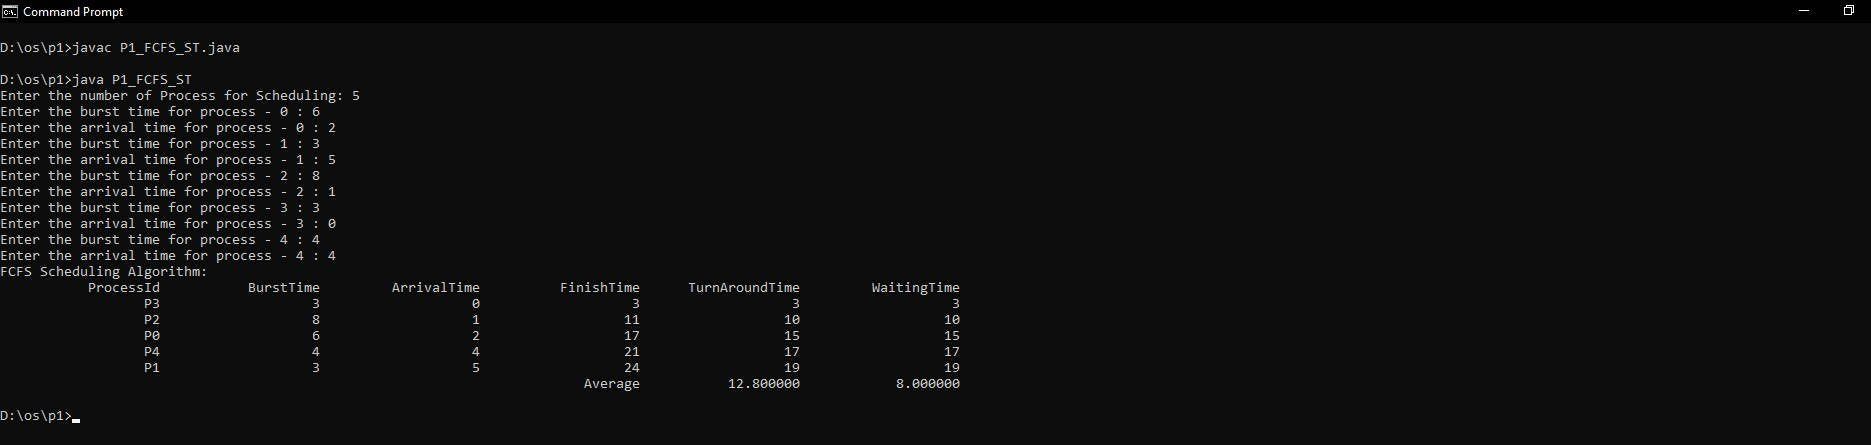 Command Prompt
D:\os\p1>javac P1_FCFS_ST.java
D:\os\p1>java P1_FCFS_ST
Enter the number of Process for Scheduling: 5
Enter the burst time for process - 0 : 6
Enter the arrival time for process - 0 : 2
Enter the burst time for process - 1 : 3
Enter the arrival time for process - 1 : 5
Enter the burst time for process - 2 : 8
Enter the arrival time for process - 2 : 1
Enter the burst time for process - 3 : 3
Enter the arrival time for process - 3 : 0
Enter the burst time for process - 4 : 4
Enter the arrival time for process - 4 : 4
FCFS Scheduling Algorithm:
ProcessId BurstTime ArrivalTime FinishTime TurnAroundTime WaitingTime
P3 3 0 3 3 3
P2 8 1 11 10 10
P0 6 2 17 15 15
P4 4 4 21 17 17
P1 3 5 24 19 19
Average 12.800000 8.000000
D:\os\p1>